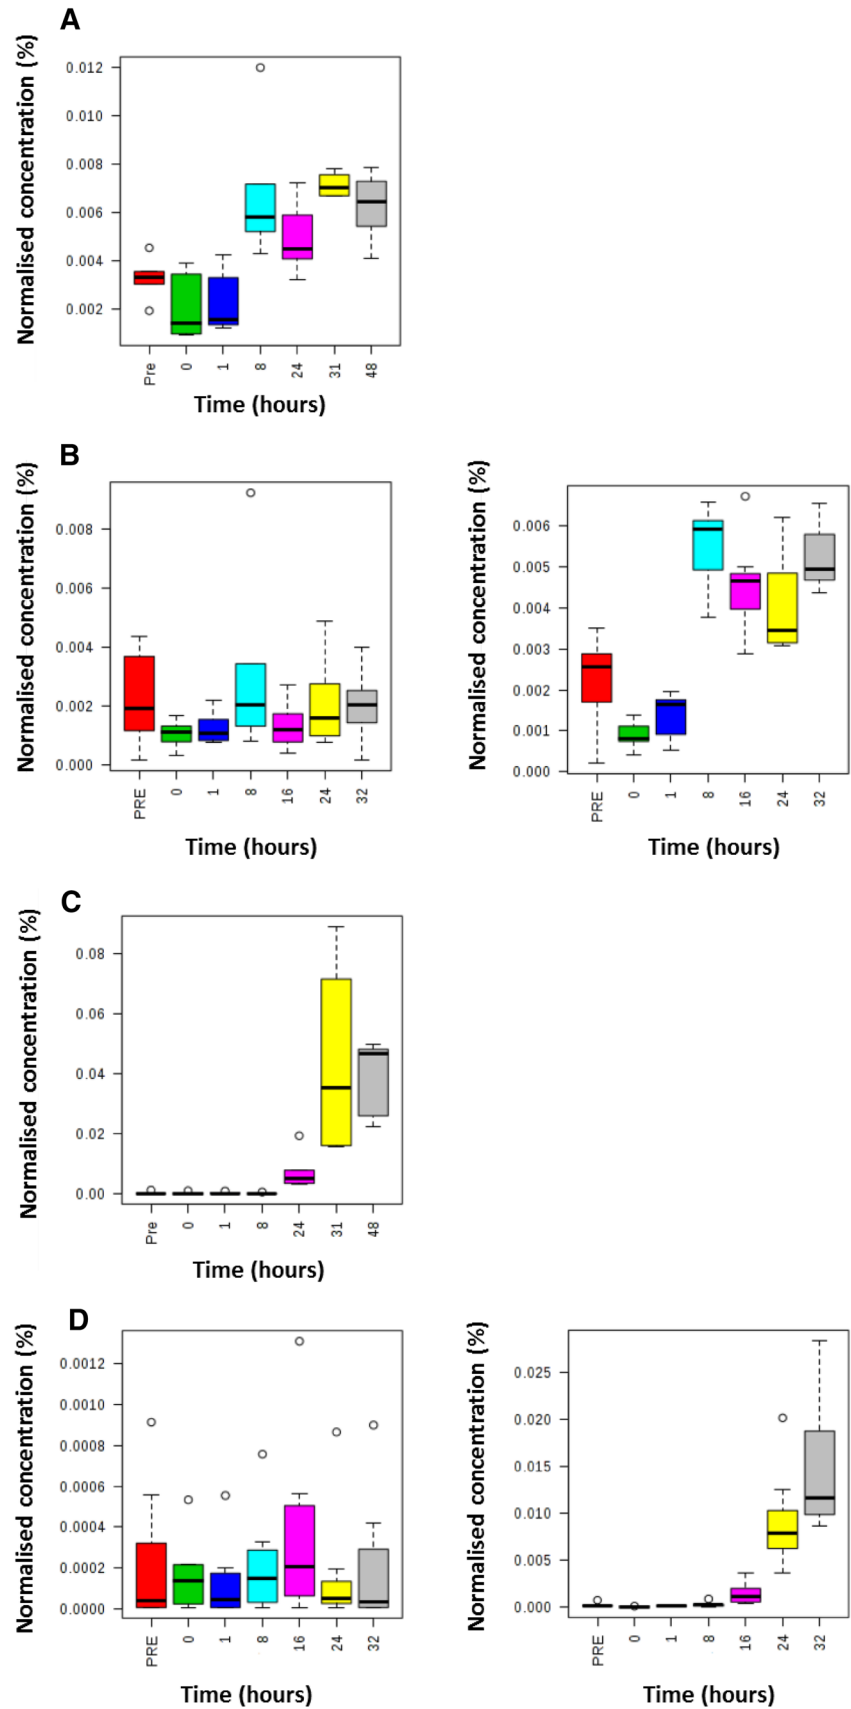 A
Normalised concentration (%)
0.012
0.010
0.008
0.006
0.004
0.002
Pre 0 1 8 24 31 48
Time (hours)
B
Normalised concentration (%)
0.008
0.006
0.004
0.002
0.000
PRE 0 1 8 16 24 32
Time (hours)
Normalised concentration (%)
0.006
0.005
0.004
0.003
0.002
0.001
0.000
PRE 0 1 8 16 24 32
Time (hours)
C
Normalised concentration (%)
0.08
0.06
0.04
0.02
0.00
Pre 0 1 8 24 31 48
Time (hours)
D
Normalised concentration (%)
0.0012
0.0010
0.0008
0.0006
0.0004
0.0002
0.0000
PRE 0 1 8 16 24 32
Time (hours)
Normalised concentration (%)
0.025
0.020
0.015
0.010
0.005
0.000
PRE 0 1 8 16 24 32
Time (hours)